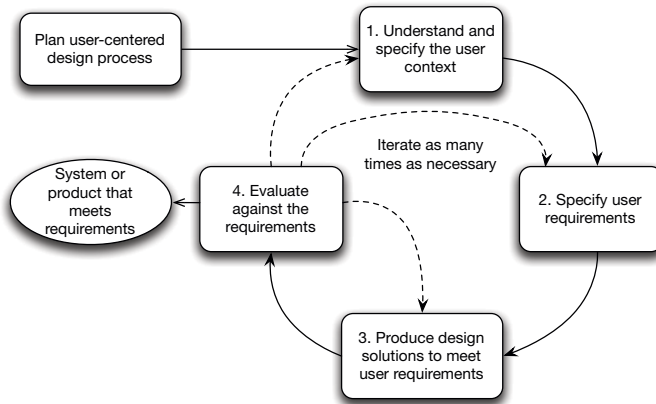 Plan user-centered
design process
1. Understand and
specify the user
context
Iterate as many
times as necessary
System or
product that
meets
requirements
4. Evaluate
against the
requirements
2. Specify user
requirements
3. Produce design
solutions to meet
user requirements